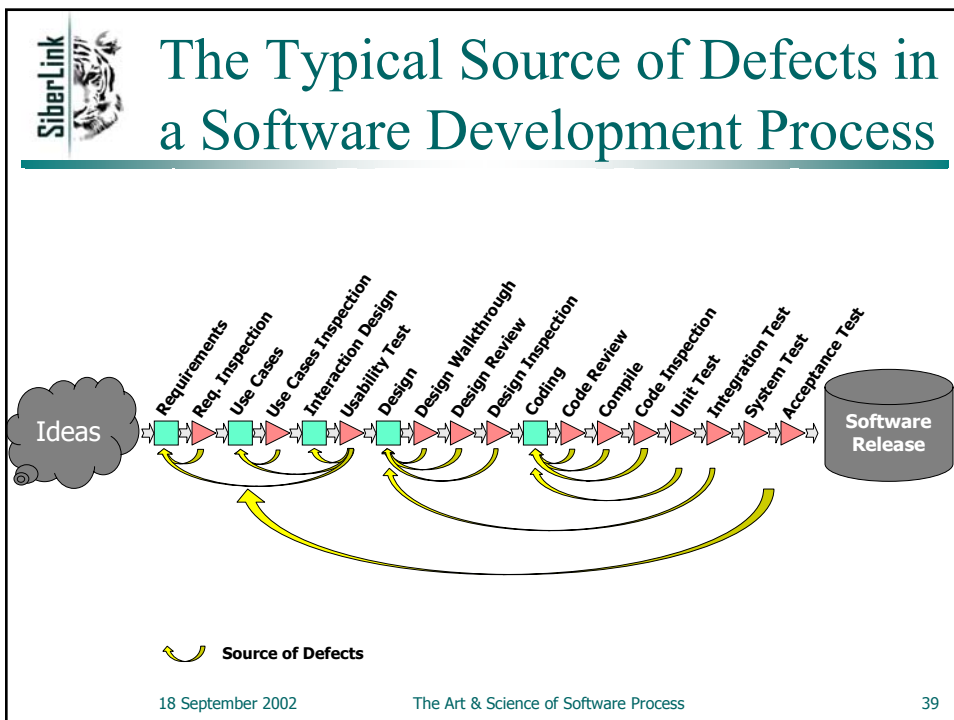 SiberLink
The Typical Source of Defects in
a Software Development Process
Ideas
Requirements
Req. Inspection
Use Cases
Use Cases Inspection
Interaction Design
Usability Test
Design
Design Walkthrough
Design Review
Design Inspection
Coding
Code Review
Compile
Code Inspection
Unit Test
Integration Test
System Test
Acceptance Test
Software
Release
Source of Defects
18 September 2002
The Art & Science of Software Process
39